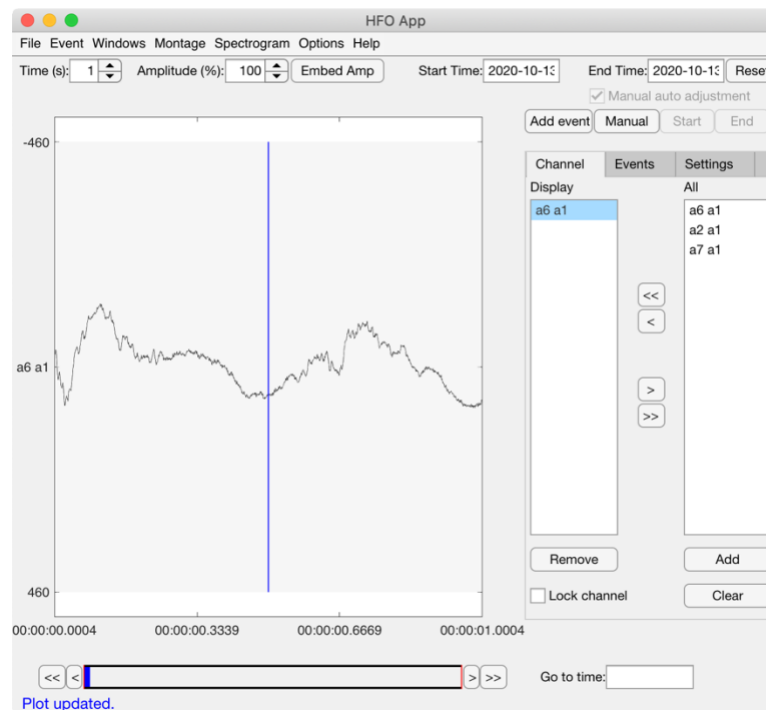 HFO App
File Event Windows Montage Spectrogram Options Help
Time (s): 1 Amplitude (%): 100 Embed Amp Start Time: 2020-10-13 End Time: 2020-10-13 Rese
Manual auto adjustment
Add event Manual Start End
Channel Events Settings
Display All
a6 a1 a6 a1
a2 a1
a7 a1
<<
<
>
>>
Remove Add
Lock channel Clear
-460
a6 a1
460
00:00:00.0004 00:00:00.3339 00:00:00.6669 00:00:01.0004
<< < > >> Go to time:
Plot updated.